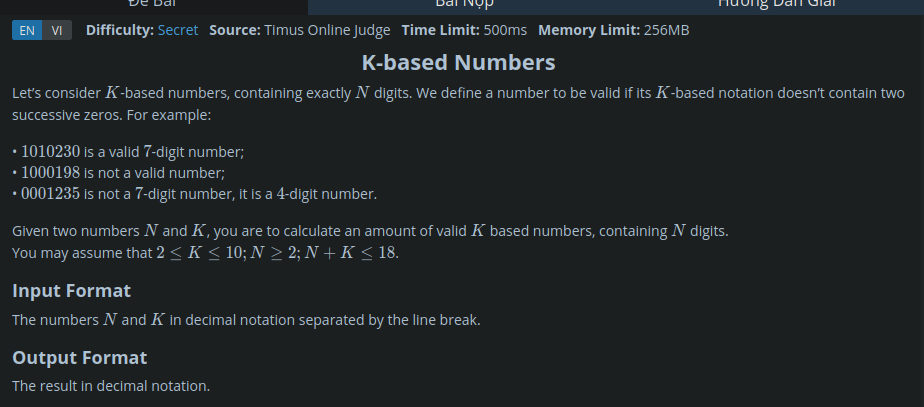 Đề Bài Bài Nộp Hướng Dẫn Giải
EN VI Difficulty: Secret Source: Timus Online Judge Time Limit: 500ms Memory Limit: 256MB
K-based Numbers
Let’s consider K-based numbers, containing exactly N digits. We define a number to be valid if its K-based notation doesn’t contain two
successive zeros. For example:
• 1010230 is a valid 7-digit number;
• 1000198 is not a valid number;
• 0001235 is not a 7-digit number, it is a 4-digit number.
Given two numbers N and K, you are to calculate an amount of valid K based numbers, containing N digits.
You may assume that 2 ≤ K ≤ 10; N ≥ 2; N + K ≤ 18.
Input Format
The numbers N and K in decimal notation separated by the line break.
Output Format
The result in decimal notation.